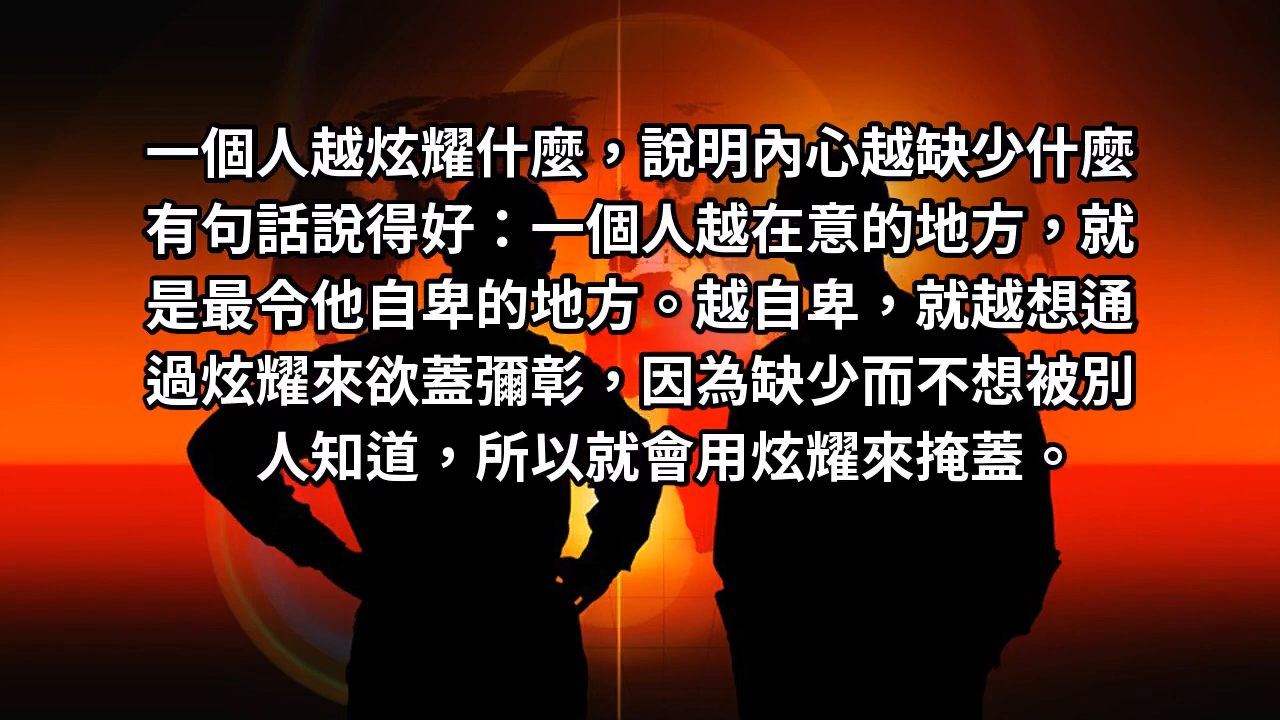 一個人越炫耀什麼，說明內心越缺少什麼
有句話說得好：一個人越在意的地方，就
是最令他自卑的地方。越自卑，就越想通
過炫耀來欲蓋彌彰，因為缺少而不想被別
人知道，所以就會用炫耀來掩蓋。